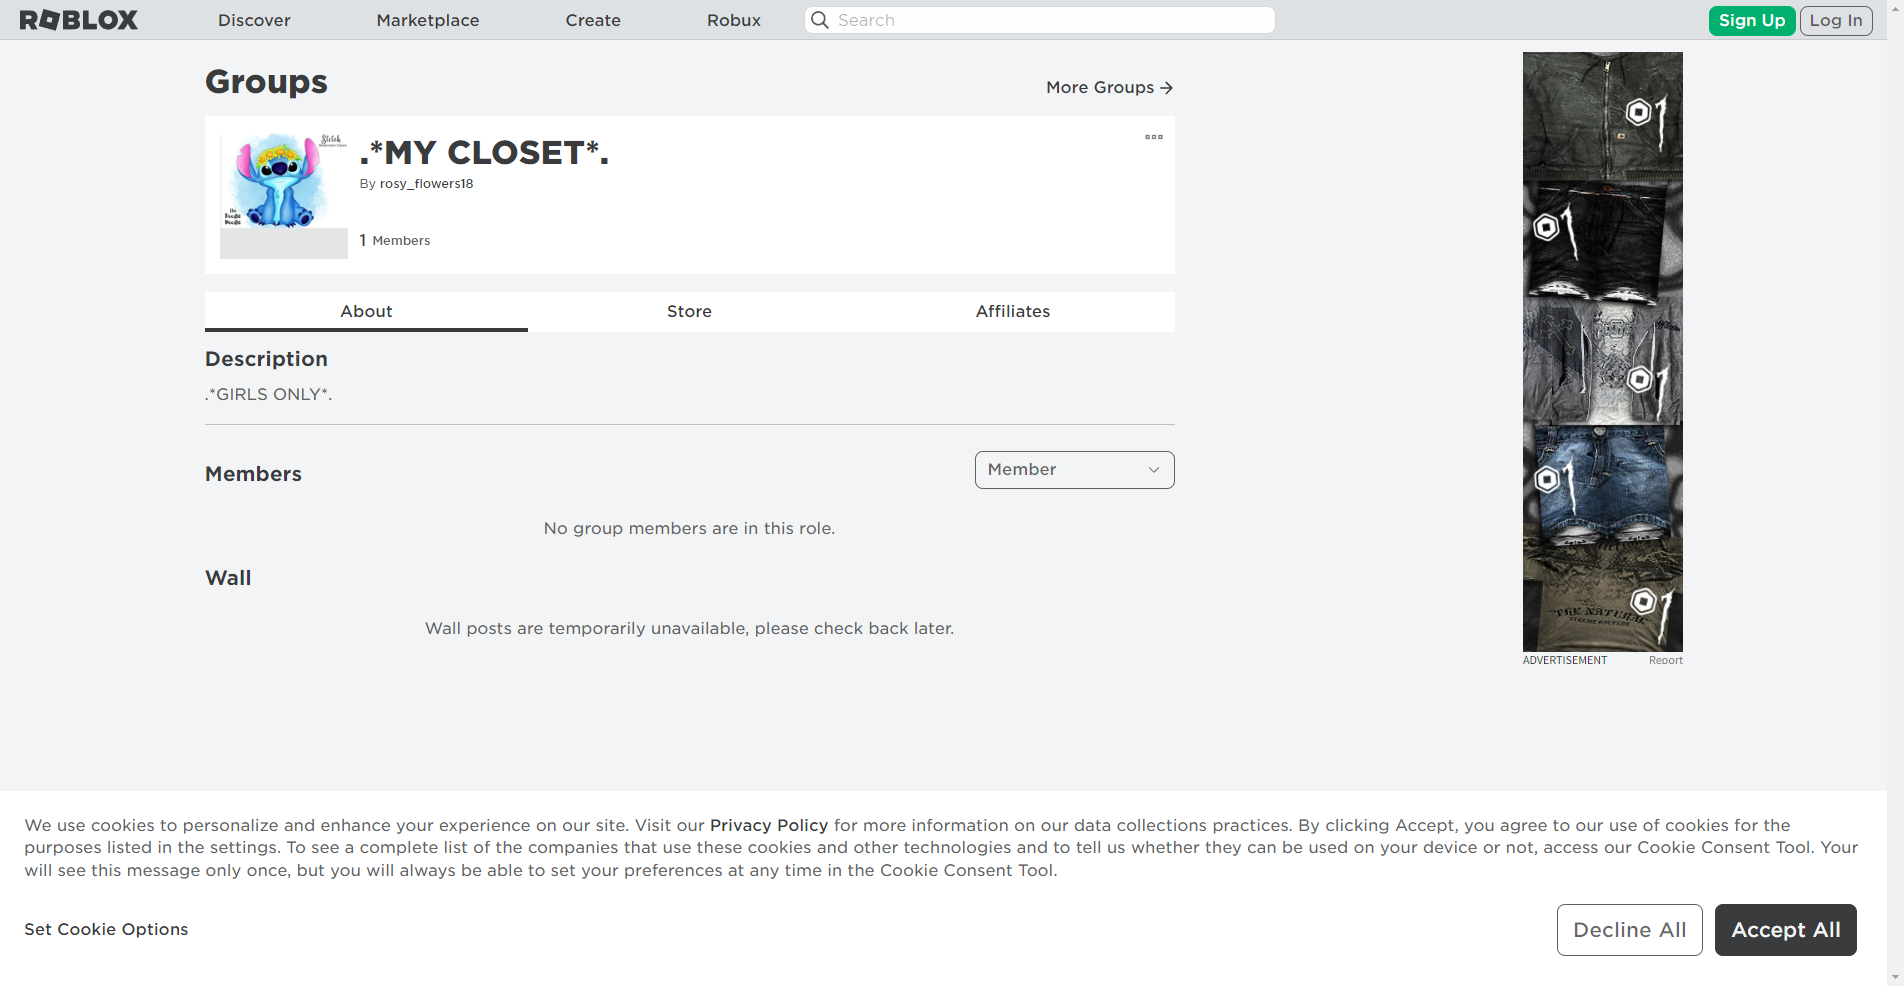 ROBLOX
Discover
Marketplace
Create
Robux
Search
Sign Up
Log In
Groups
More Groups
Stitch
.*MY CLOSET*.
By rosy_flowers18
1 Members
About
Store
Affiliates
Description
.*GIRLS ONLY*.
Members
Member
No group members are in this role.
Wall
Wall posts are temporarily unavailable, please check back later.
THE NATURAL
ADVERTISEMENT
Report
We use cookies to personalize and enhance your experience on our site. Visit our Privacy Policy for more information on our data collections practices. By clicking Accept, you agree to our use of cookies for the
purposes listed in the settings. To see a complete list of the companies that use these cookies and other technologies and to tell us whether they can be used on your device or not, access our Cookie Consent Tool. Your
will see this message only once, but you will always be able to set your preferences at any time in the Cookie Consent Tool.
Set Cookie Options
Decline All
Accept All